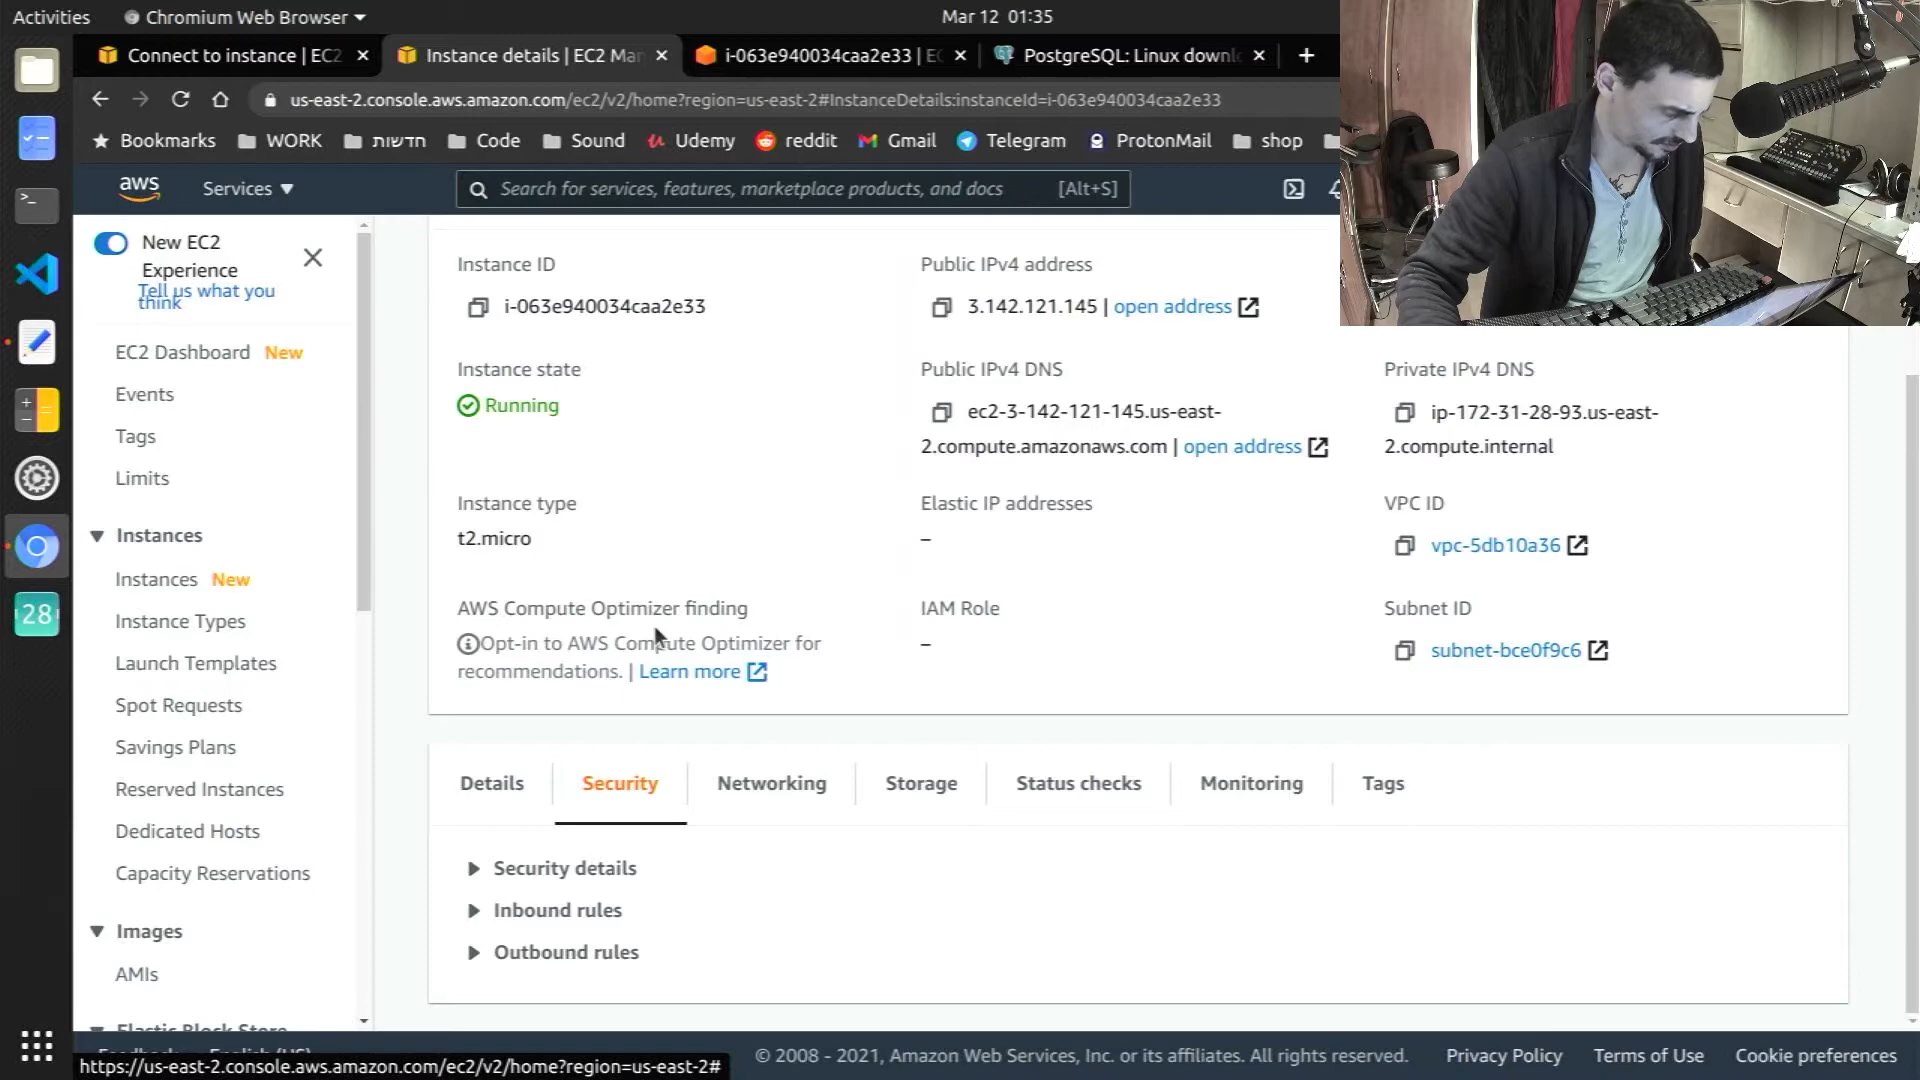 Activities
Chromium Web Browser
Mar 12 01:35
Connect to instance | EC2
Instance details | EC2 Man
i-063e940034caa2e33 | EC
PostgreSQL: Linux downl
us-east-2.console.aws.amazon.com/ec2/v2/home?region=us-east-2#InstanceDetails:instanceId=i-063e940034caa2e33
Bookmarks
WORK
חדשות
Code
Sound
Udemy
reddit
Gmail
Telegram
ProtonMail
shop
aws
Services
Search for services, features, marketplace products, and docs
[Alt+S]
New EC2
Experience
Tell us what you
think
EC2 Dashboard New
Events
Tags
Limits
Instances
Instances New
Instance Types
Launch Templates
Spot Requests
Savings Plans
Reserved Instances
Dedicated Hosts
Capacity Reservations
Images
AMIs
Elastic Block Store
28
Instance ID
i-063e940034caa2e33
Public IPv4 address
3.142.121.145 | open address
Instance state
Running
Public IPv4 DNS
ec2-3-142-121-145.us-east-
2.compute.amazonaws.com | open address
Private IPv4 DNS
ip-172-31-28-93.us-east-
2.compute.internal
Instance type
t2.micro
Elastic IP addresses
–
VPC ID
vpc-5db10a36
AWS Compute Optimizer finding
Opt-in to AWS Compute Optimizer for
recommendations. | Learn more
IAM Role
–
Subnet ID
subnet-bce0f9c6
Details
Security
Networking
Storage
Status checks
Monitoring
Tags
Security details
Inbound rules
Outbound rules
Feedback English (US)
https://us-east-2.console.aws.amazon.com/ec2/v2/home?region=us-east-2#
© 2008 - 2021, Amazon Web Services, Inc. or its affiliates. All rights reserved.
Privacy Policy
Terms of Use
Cookie preferences